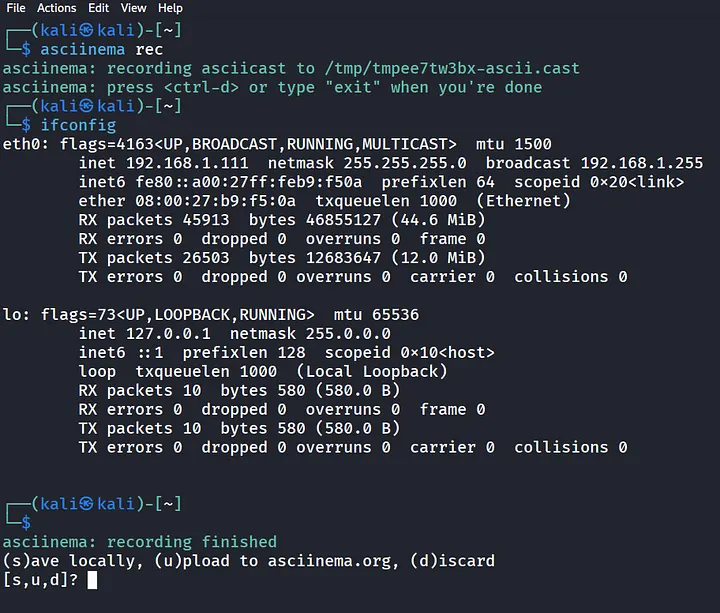 File Actions Edit View Help
┌──(kali㉿kali)-[~]
└─$ asciinema rec
asciinema: recording asciicast to /tmp/tmpee7tw3bx-ascii.cast
asciinema: press <ctrl-d> or type "exit" when you're done
┌──(kali㉿kali)-[~]
└─$ ifconfig
eth0: flags=4163<UP,BROADCAST,RUNNING,MULTICAST>  mtu 1500
        inet 192.168.1.111  netmask 255.255.255.0  broadcast 192.168.1.255
        inet6 fe80::a00:27ff:feb9:f50a  prefixlen 64  scopeid 0×20<link>
        ether 08:00:27:b9:f5:0a  txqueuelen 1000  (Ethernet)
        RX packets 45913  bytes 46855127 (44.6 MiB)
        RX errors 0  dropped 0  overruns 0  frame 0
        TX packets 26503  bytes 12683647 (12.0 MiB)
        TX errors 0  dropped 0 overruns 0  carrier 0  collisions 0
lo: flags=73<UP,LOOPBACK,RUNNING>  mtu 65536
        inet 127.0.0.1  netmask 255.0.0.0
        inet6 ::1  prefixlen 128  scopeid 0×10<host>
        loop  txqueuelen 1000  (Local Loopback)
        RX packets 10  bytes 580 (580.0 B)
        RX errors 0  dropped 0  overruns 0  frame 0
        TX packets 10  bytes 580 (580.0 B)
        TX errors 0  dropped 0 overruns 0  carrier 0  collisions 0
┌──(kali㉿kali)-[~]
└─$
asciinema: recording finished
(s)ave locally, (u)pload to asciinema.org, (d)iscard
[s,u,d]?